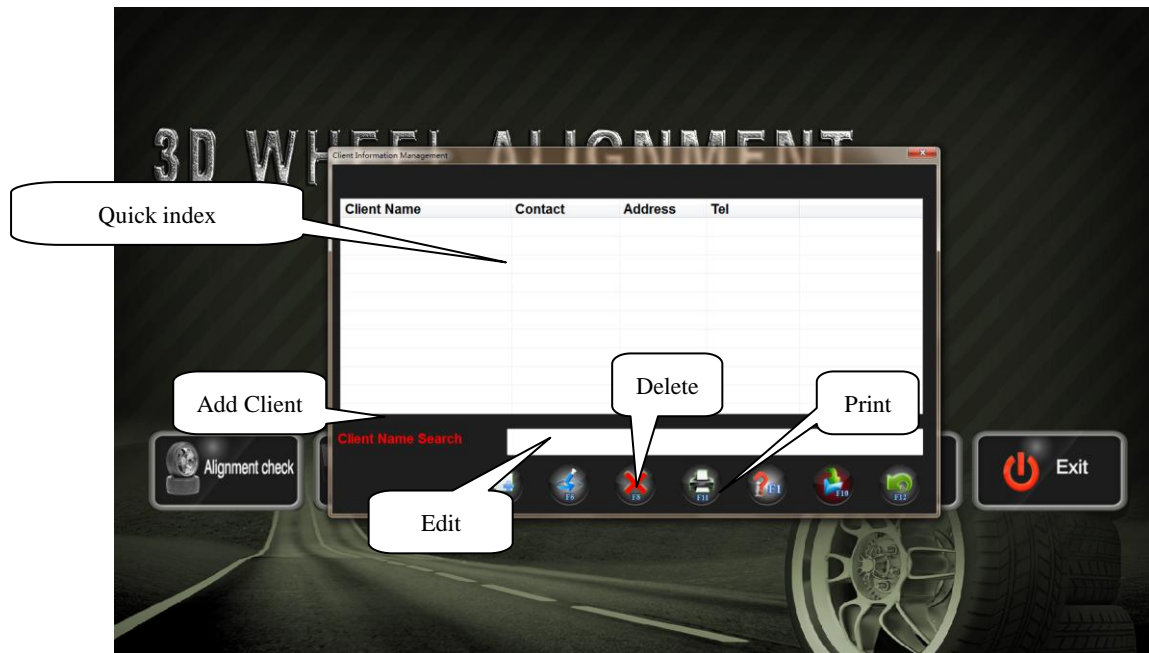 3D WHEEL ALIGNMENT
Client Information Management
Client Name Contact Address Tel
Quick index
Delete
Add Client
Print
Client Name Search
Alignment check
Exit
F6
F8
F11
F1
F10
F12
Edit